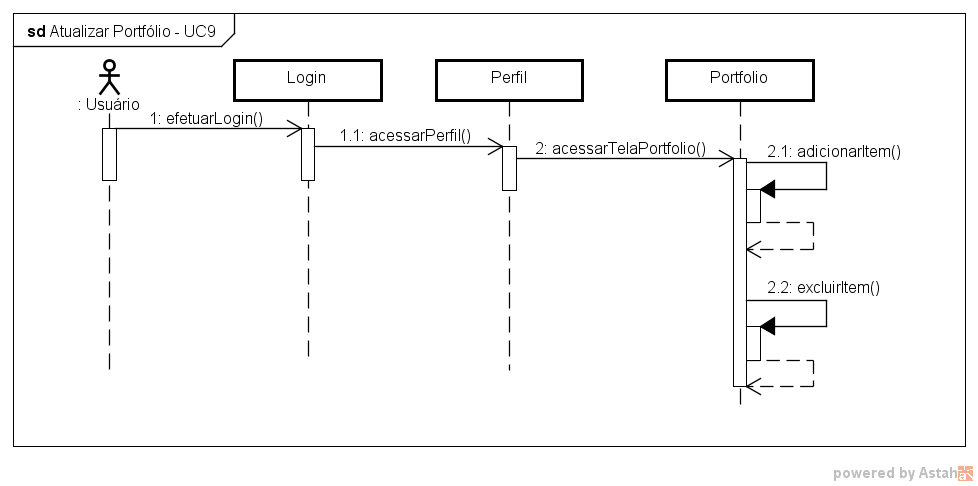 sd Atualizar Portfólio - UC9
Login
Perfil
Portfolio
: Usuário
1: efetuarLogin()
1.1: acessarPerfil()
2: acessarTelaPortfolio()
2.1: adicionarItem()
2.2: excluirItem()
powered by Astah